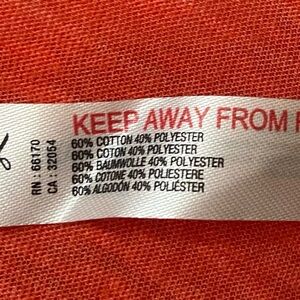 KEEP AWAY FROM
60% COTTON 40% POLYESTER
60% COTON 40% POLYESTER
60% BAUMWOLLE 40% POLYESTER
60% COTONE 40% POLIESTERE
60% ALGODÓN 40% POLIÉSTER
RN : 66170
CA : 32054